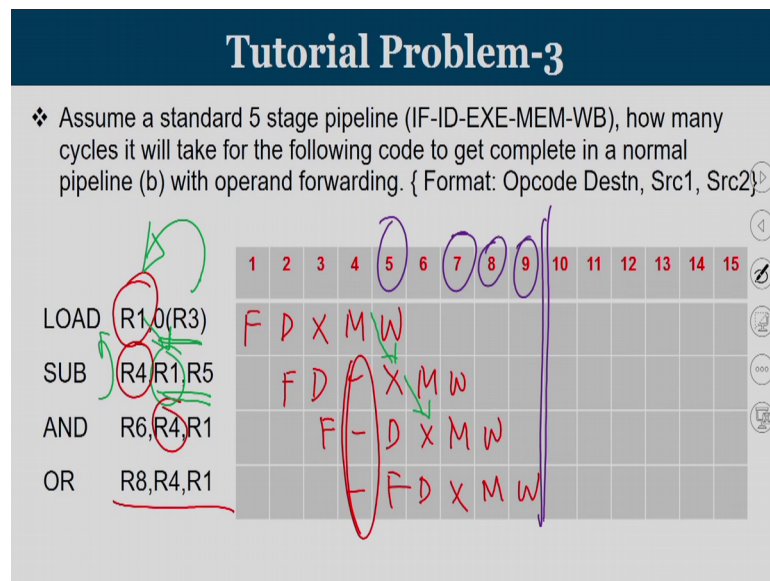 Tutorial Problem-3
❖ Assume a standard 5 stage pipeline (IF-ID-EXE-MEM-WB), how many
cycles it will take for the following code to get complete in a normal
pipeline (b) with operand forwarding. { Format: Opcode Destn, Src1, Src2}
1 2 3 4 5 6 7 8 9 10 11 12 13 14 15
LOAD R1,0(R3) F D X M W
SUB R4,R1,R5 F D - X M W
AND R6,R4,R1 F - D X M W
OR R8,R4,R1 - F D X M W